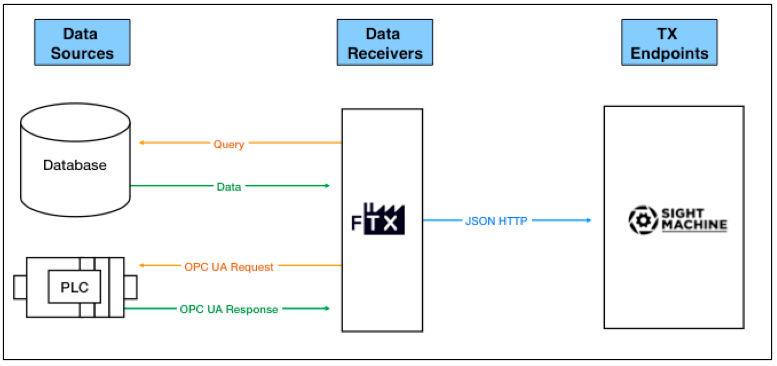 Data
Sources
Data
Receivers
TX
Endpoints
Database
Query
Data
FTX
JSON HTTP
SIGHT
MACHINE
OPC UA Request
PLC
OPC UA Response